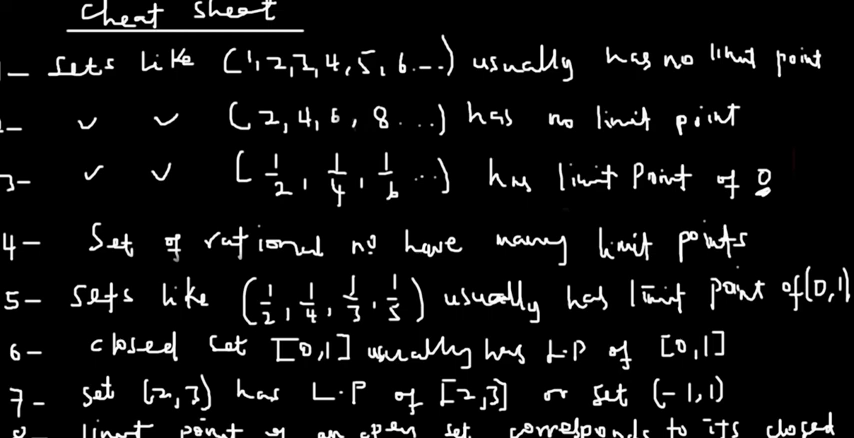 Cheat Sheet
1- Sets like (1,2,3,4,5,6...) usually has no limit point
2- ✓ ✓ (2,4,6,8...) has no limit point
3- ✓ ✓ [1/2, 1/4, 1/6 ...) has limit point of 0
4- Set of rational no have many limit points
5- Sets like (1/2, 1/4, 1/3, 1/5) usually has limit point of (0,1)
6- closed set [0,1] usually has L.P of [0,1]
7- set (2,3) has L.P of [2,3] or set (-1,1)
8- limit point of an open set corresponds to its closed